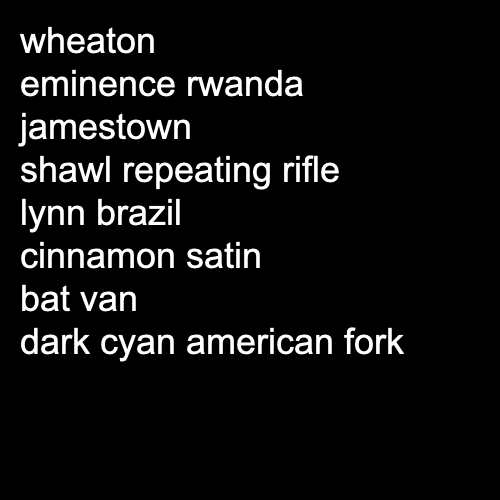 wheaton
eminence rwanda
jamestown
shawl repeating rifle
lynn brazil
cinnamon satin
bat van
dark cyan american fork